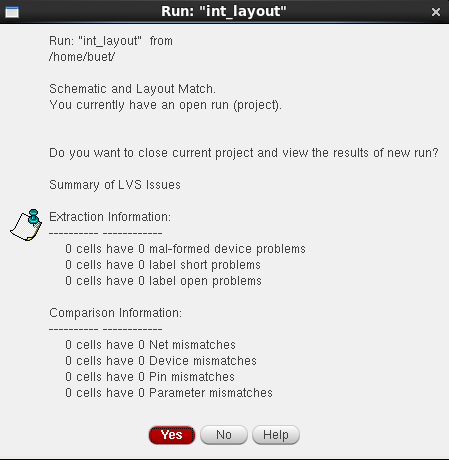 Run: "int_layout"
Run: "int_layout"  from
/home/buet/
Schematic and Layout Match.
You currently have an open run (project).
Do you want to close current project and view the results of new run?
Summary of LVS Issues
Extraction Information:
---------- ------------
0 cells have 0 mal-formed device problems
0 cells have 0 label short problems
0 cells have 0 label open problems
Comparison Information:
---------- ------------
0 cells have 0 Net mismatches
0 cells have 0 Device mismatches
0 cells have 0 Pin mismatches
0 cells have 0 Parameter mismatches
Yes No Help